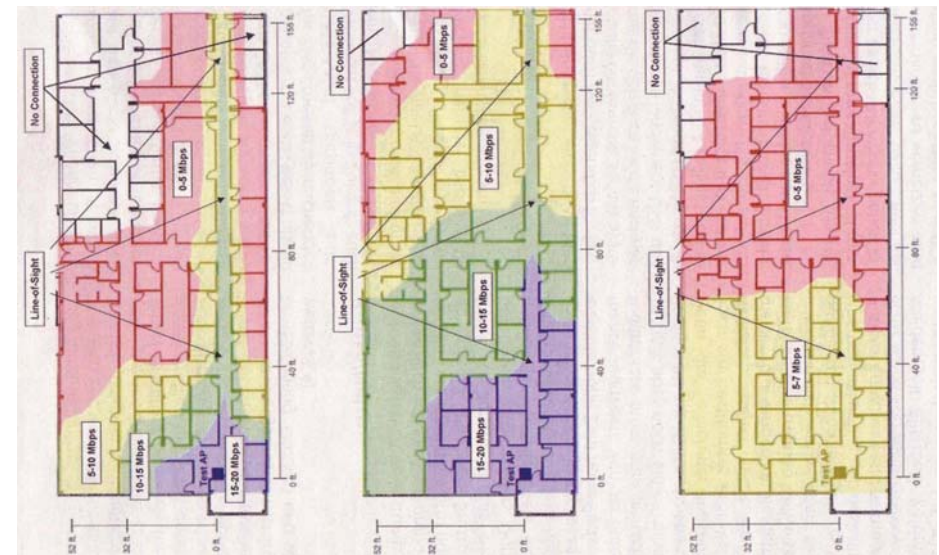 No Connection
Line-of-Sight
0-5 Mbps
5-10 Mbps
10-15 Mbps
15-20 Mbps
Test AP
156 ft.
120 ft.
80 ft.
40 ft.
0 ft.
52 ft.
32 ft.
0 ft.
No Connection
Line-of-Sight
0-5 Mbps
5-10 Mbps
10-15 Mbps
15-20 Mbps
Test AP
156 ft.
120 ft.
80 ft.
40 ft.
0 ft.
52 ft.
32 ft.
0 ft.
No Connection
Line-of-Sight
0-5 Mbps
5-7 Mbps
Test AP
156 ft.
120 ft.
80 ft.
40 ft.
0 ft.
52 ft.
32 ft.
0 ft.